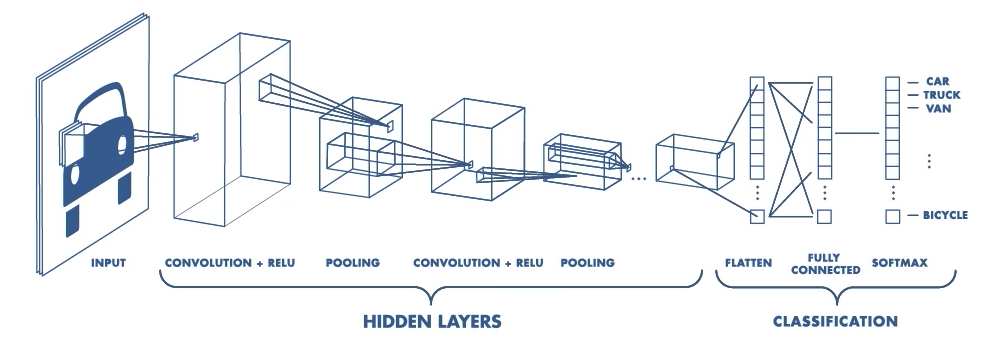 CAR
TRUCK
VAN
BICYCLE
INPUT
CONVOLUTION + RELU
POOLING
CONVOLUTION + RELU
POOLING
FLATTEN
FULLY
CONNECTED
SOFTMAX
HIDDEN LAYERS
CLASSIFICATION